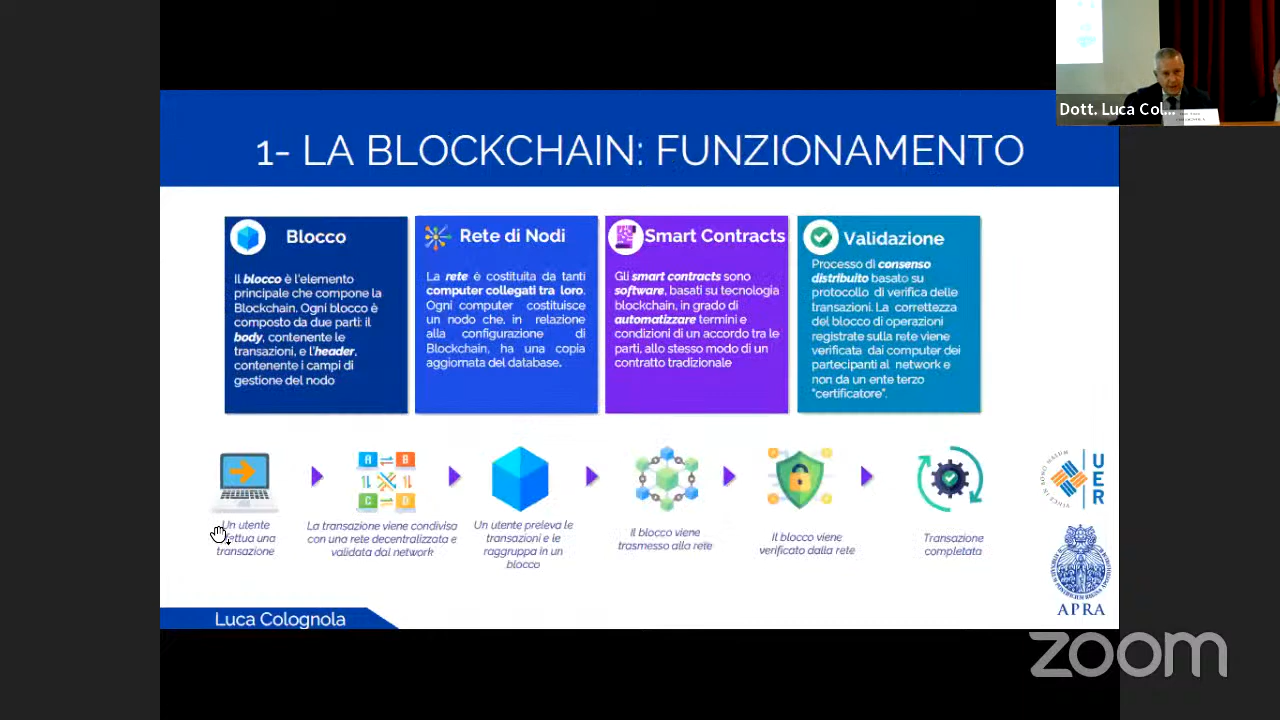 Dott. Luca Col...
1- LA BLOCKCHAIN: FUNZIONAMENTO
Blocco
Il blocco è l'elemento
principale che compone la
Blockchain. Ogni blocco è
composto da due parti: il
body, contenente le
transazioni, e l'header,
contenente i campi di
gestione del nodo
Rete di Nodi
La rete è costituita da tanti
computer collegati tra loro.
Ogni computer costituisce
un nodo che, in relazione
alla configurazione di
Blockchain, ha una copia
aggiornata del database.
Smart Contracts
Gli smart contracts sono
software, basati su tecnologia
blockchain, in grado di
automatizzare termini e
condizioni di un accordo tra le
parti, allo stesso modo di un
contratto tradizionale
Validazione
Processo di consenso
distribuito basato su
protocollo di verifica delle
transazioni. La correttezza
del blocco di operazioni
registrate sulla rete viene
verificata dai computer dei
partecipanti al network e
non da un ente terzo
"certificatore".
A B
C D
Un utente
una
transazione
La transazione viene condivisa
con una rete decentralizzata e
validata dal network
Un utente preleva le
transazioni e le
raggruppa in un
blocco
Il blocco viene
trasmesso alla rete
Il blocco viene
verificato dalla rete
Transazione
completata
UER
APRA
Luca Colognola
zoom